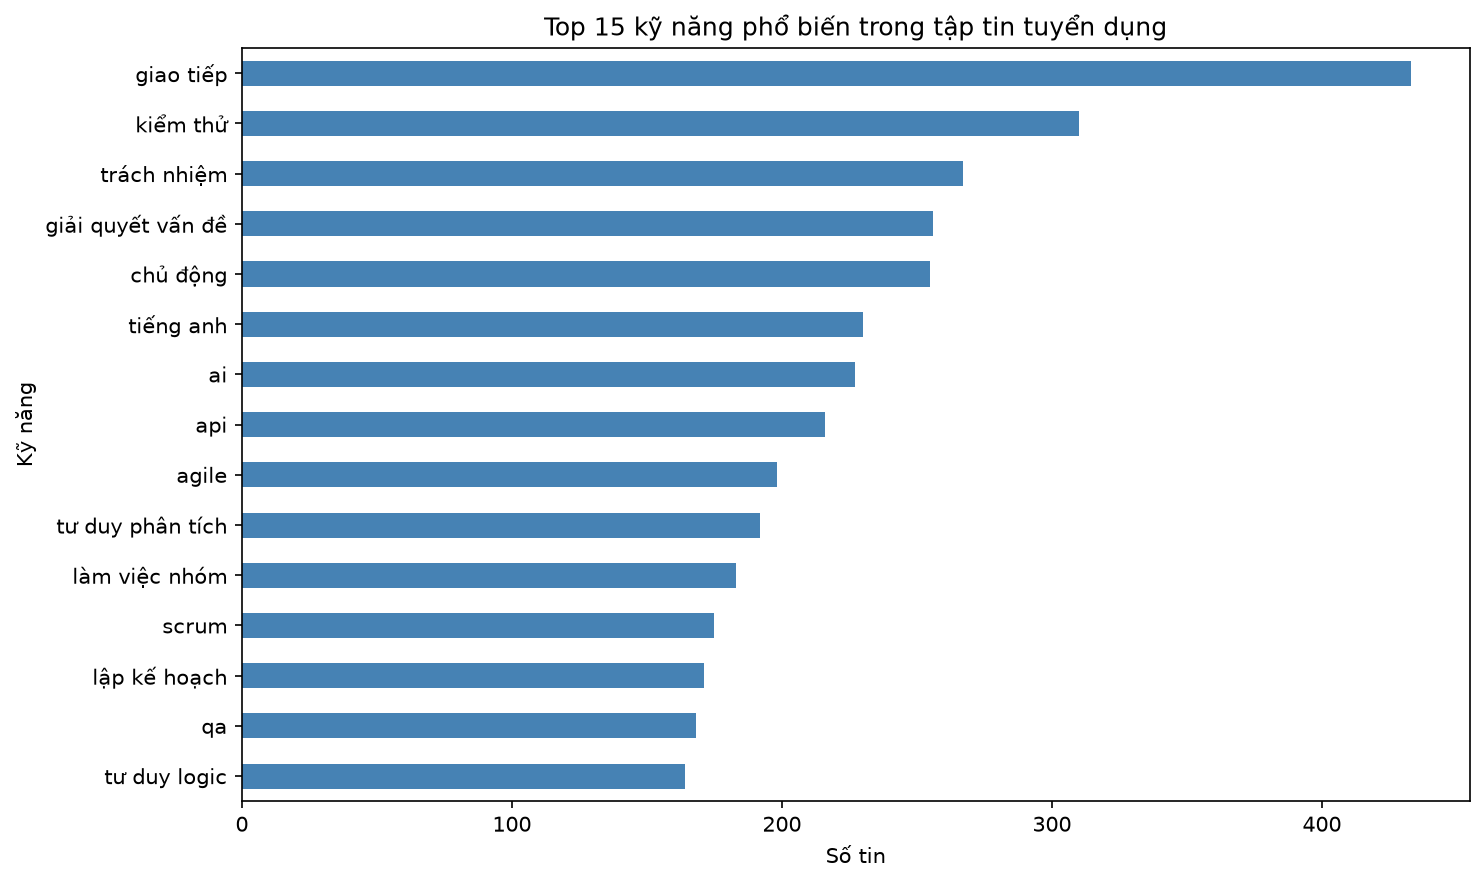 Top 15 kỹ năng phổ biến trong tập tin tuyển dụng
giao tiếp
kiểm thử
trách nhiệm
giải quyết vấn đề
chủ động
tiếng anh
ai
api
agile
tư duy phân tích
làm việc nhóm
scrum
lập kế hoạch
qa
tư duy logic
Kỹ năng
0 100 200 300 400
Số tin